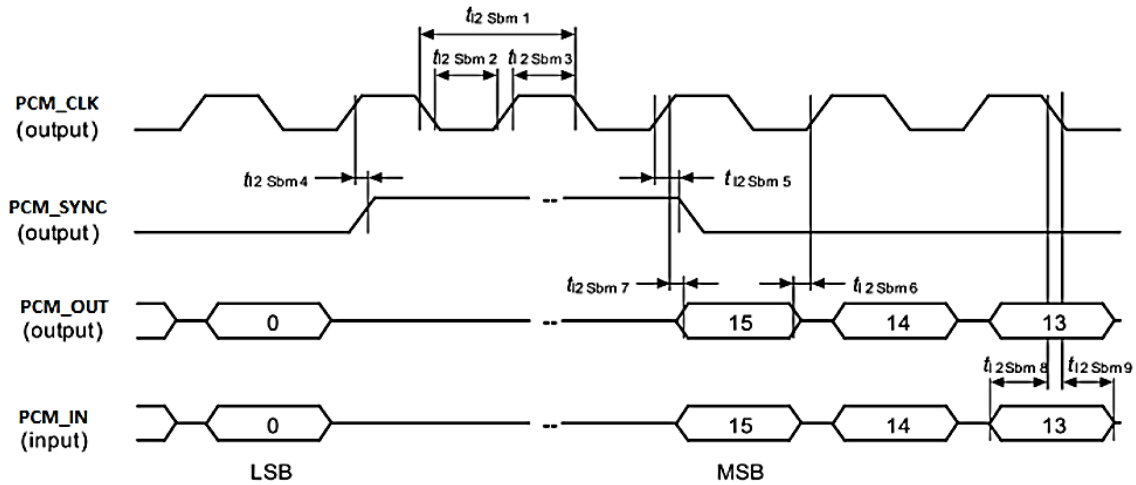 tI2 Sbm 1
tI2 Sbm 2 tI2 Sbm 3
PCM_CLK
(output)
tI2 Sbm 4 tI2 Sbm 5
PCM_SYNC
(output)
--
tI2 Sbm 7 tI2 Sbm 6
PCM_OUT
(output)
0 -- 15 14 13
tI2 Sbm 8 tI2 Sbm 9
PCM_IN
(input)
0 -- 15 14 13
LSB MSB